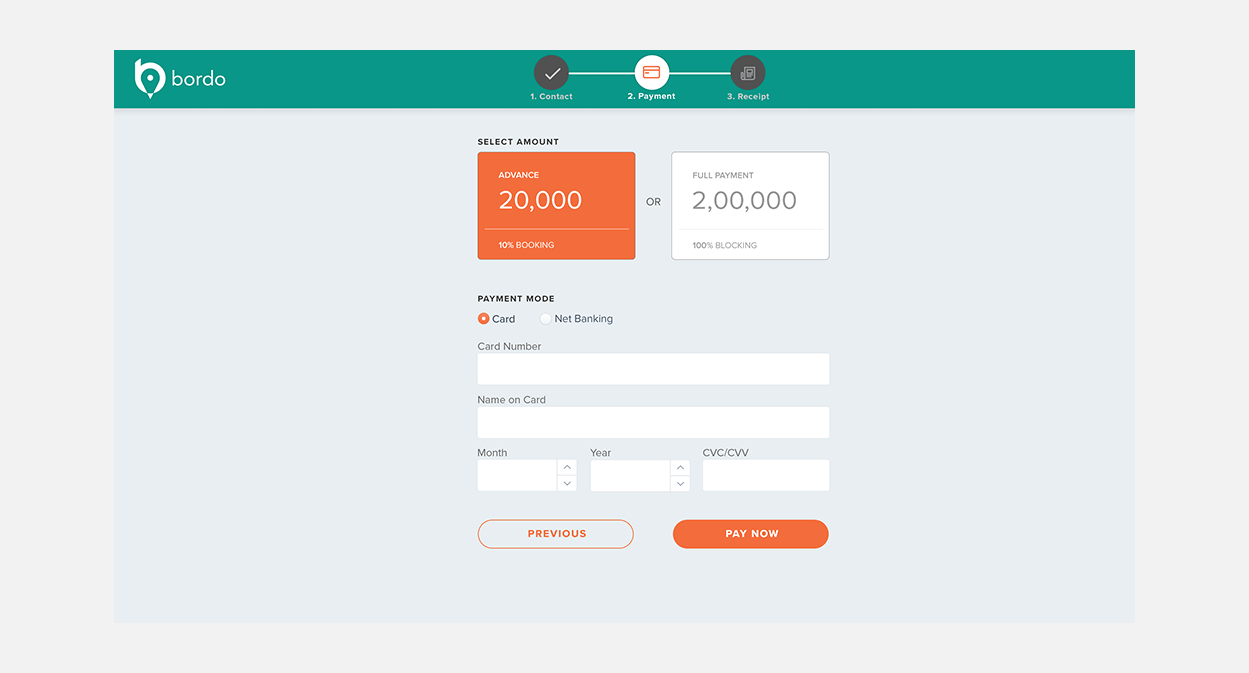 bordo
1. Contact
2. Payment
3. Receipt
SELECT AMOUNT
ADVANCE
20,000
10% BOOKING
OR
FULL PAYMENT
2,00,000
100% BLOCKING
PAYMENT MODE
Card
Net Banking
Card Number
Name on Card
Month
Year
CVC/CVV
PREVIOUS
PAY NOW